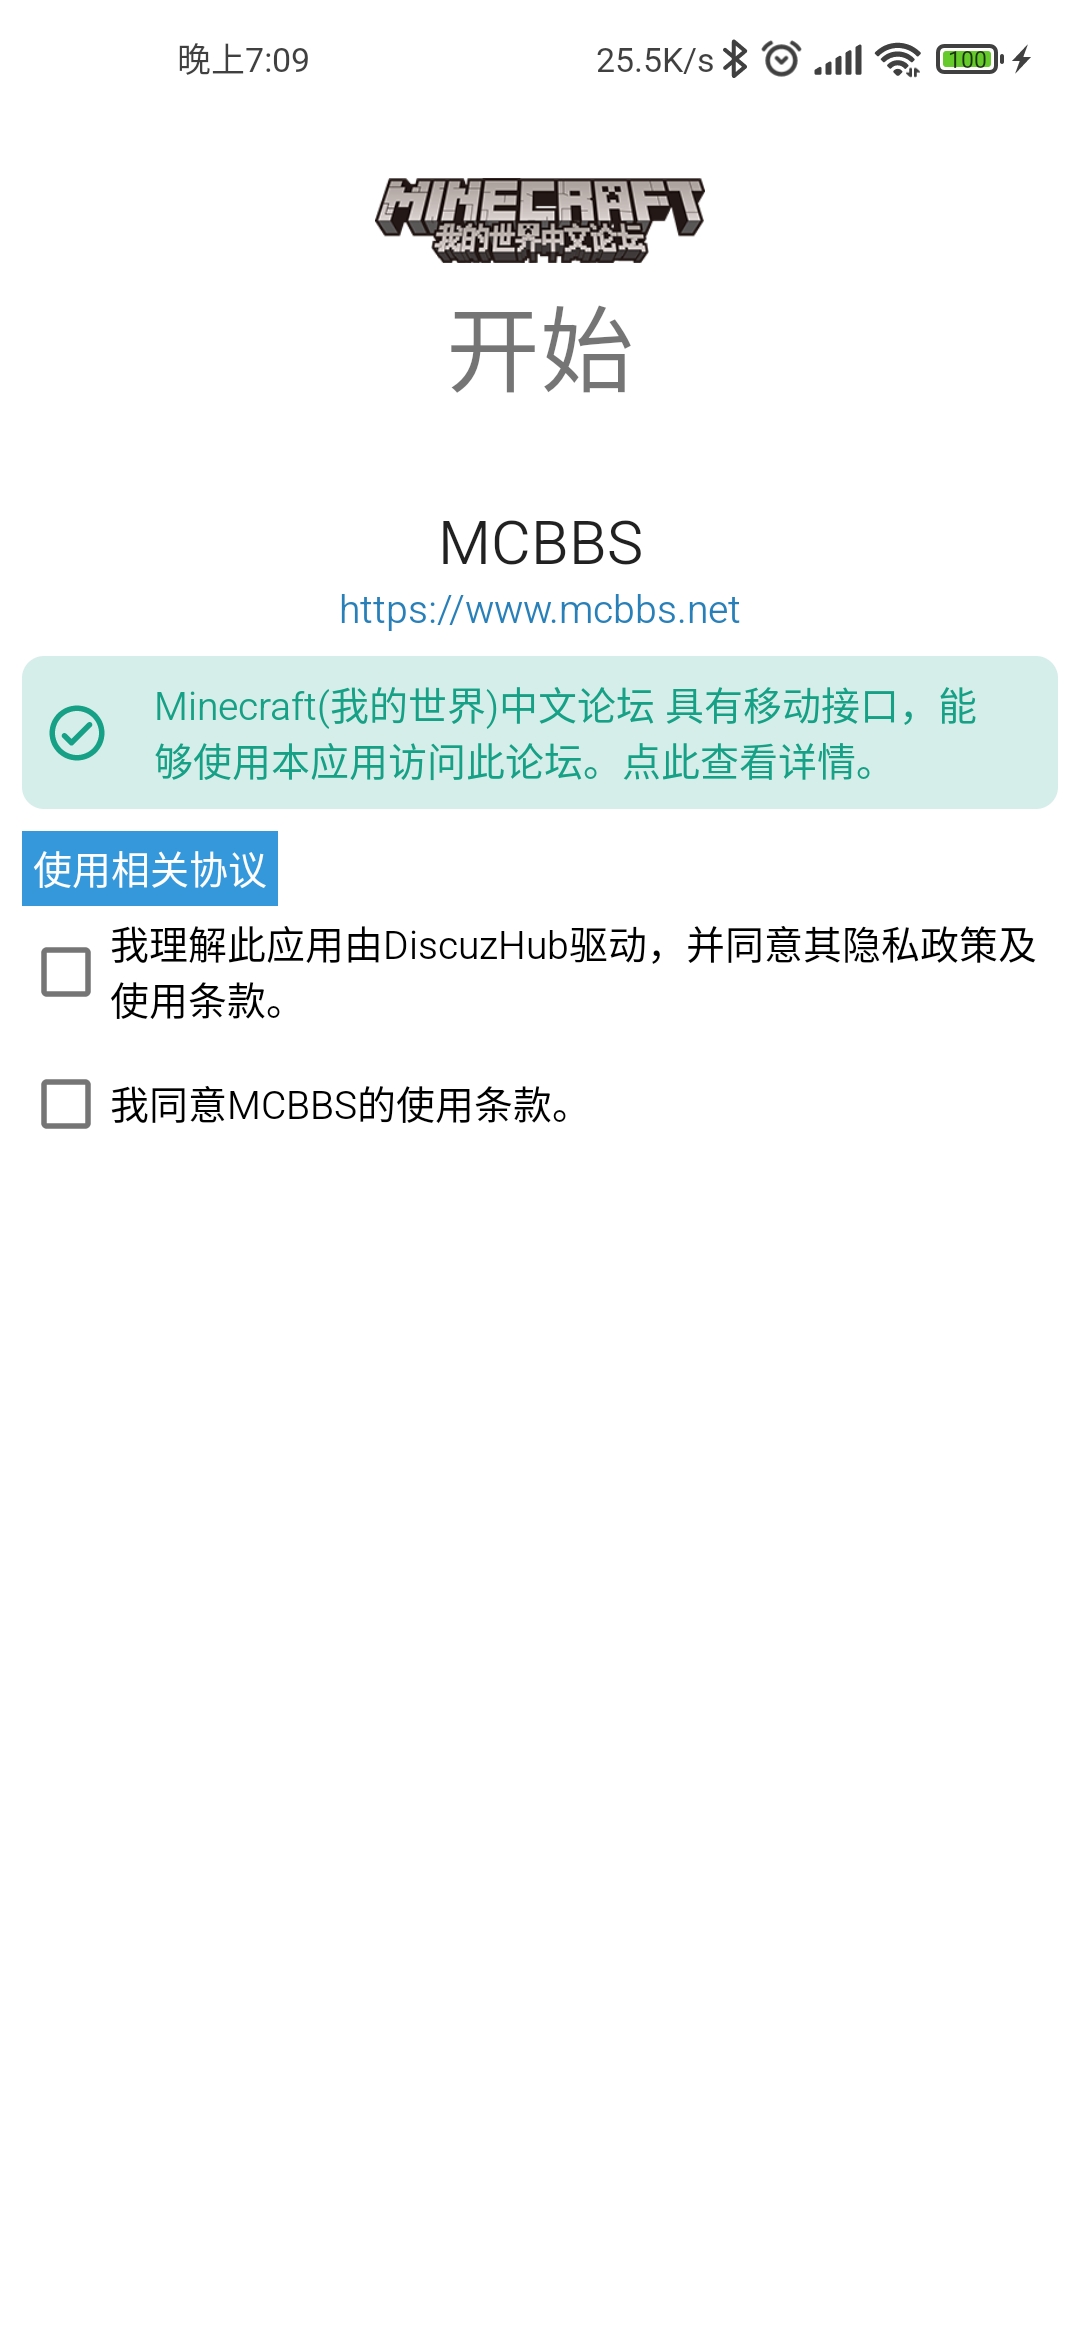 晚上7:09
25.5K/s
100
MINECRAFT
我的世界中文论坛
开始
MCBBS
https://www.mcbbs.net
Minecraft(我的世界)中文论坛 具有移动接口，能
够使用本应用访问此论坛。点此查看详情。
使用相关协议
我理解此应用由DiscuzHub驱动，并同意其隐私政策及
使用条款。
我同意MCBBS的使用条款。